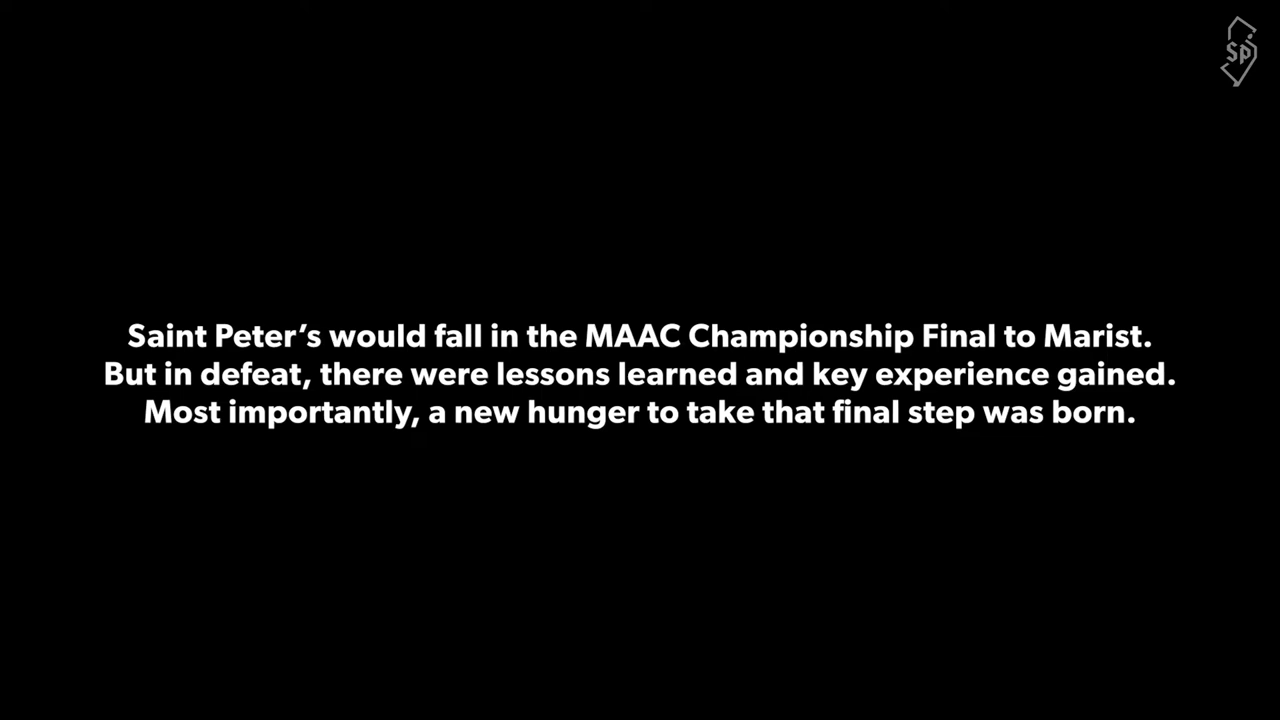 Sp
Saint Peter’s would fall in the MAAC Championship Final to Marist.
But in defeat, there were lessons learned and key experience gained.
Most importantly, a new hunger to take that final step was born.